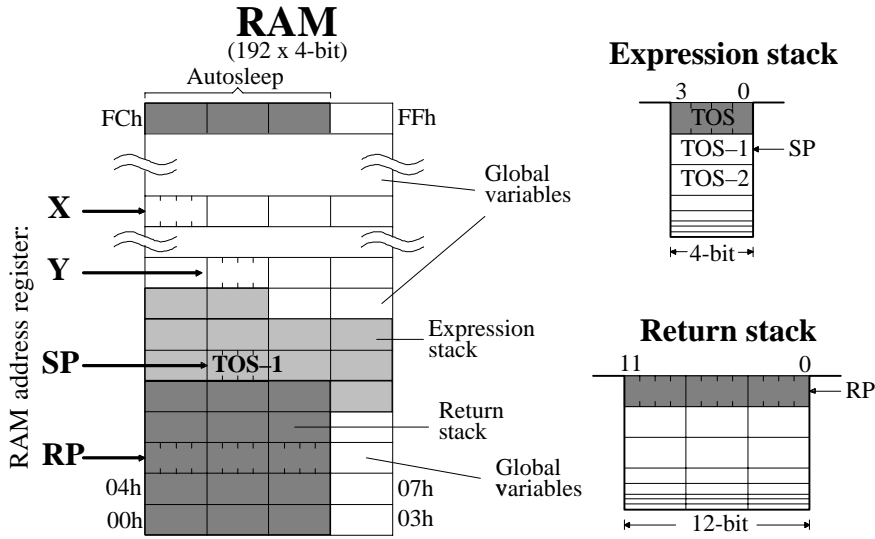 RAM
(192 x 4-bit)
Autosleep
FCh
FFh
Global
variables
X
Y
SP
TOS–1
RP
RAM address register:
Expression
stack
Return
stack
Global
variables
04h
07h
00h
03h
Expression stack
3 0
TOS
TOS–1
SP
TOS–2
4-bit
Return stack
11 0
RP
12-bit